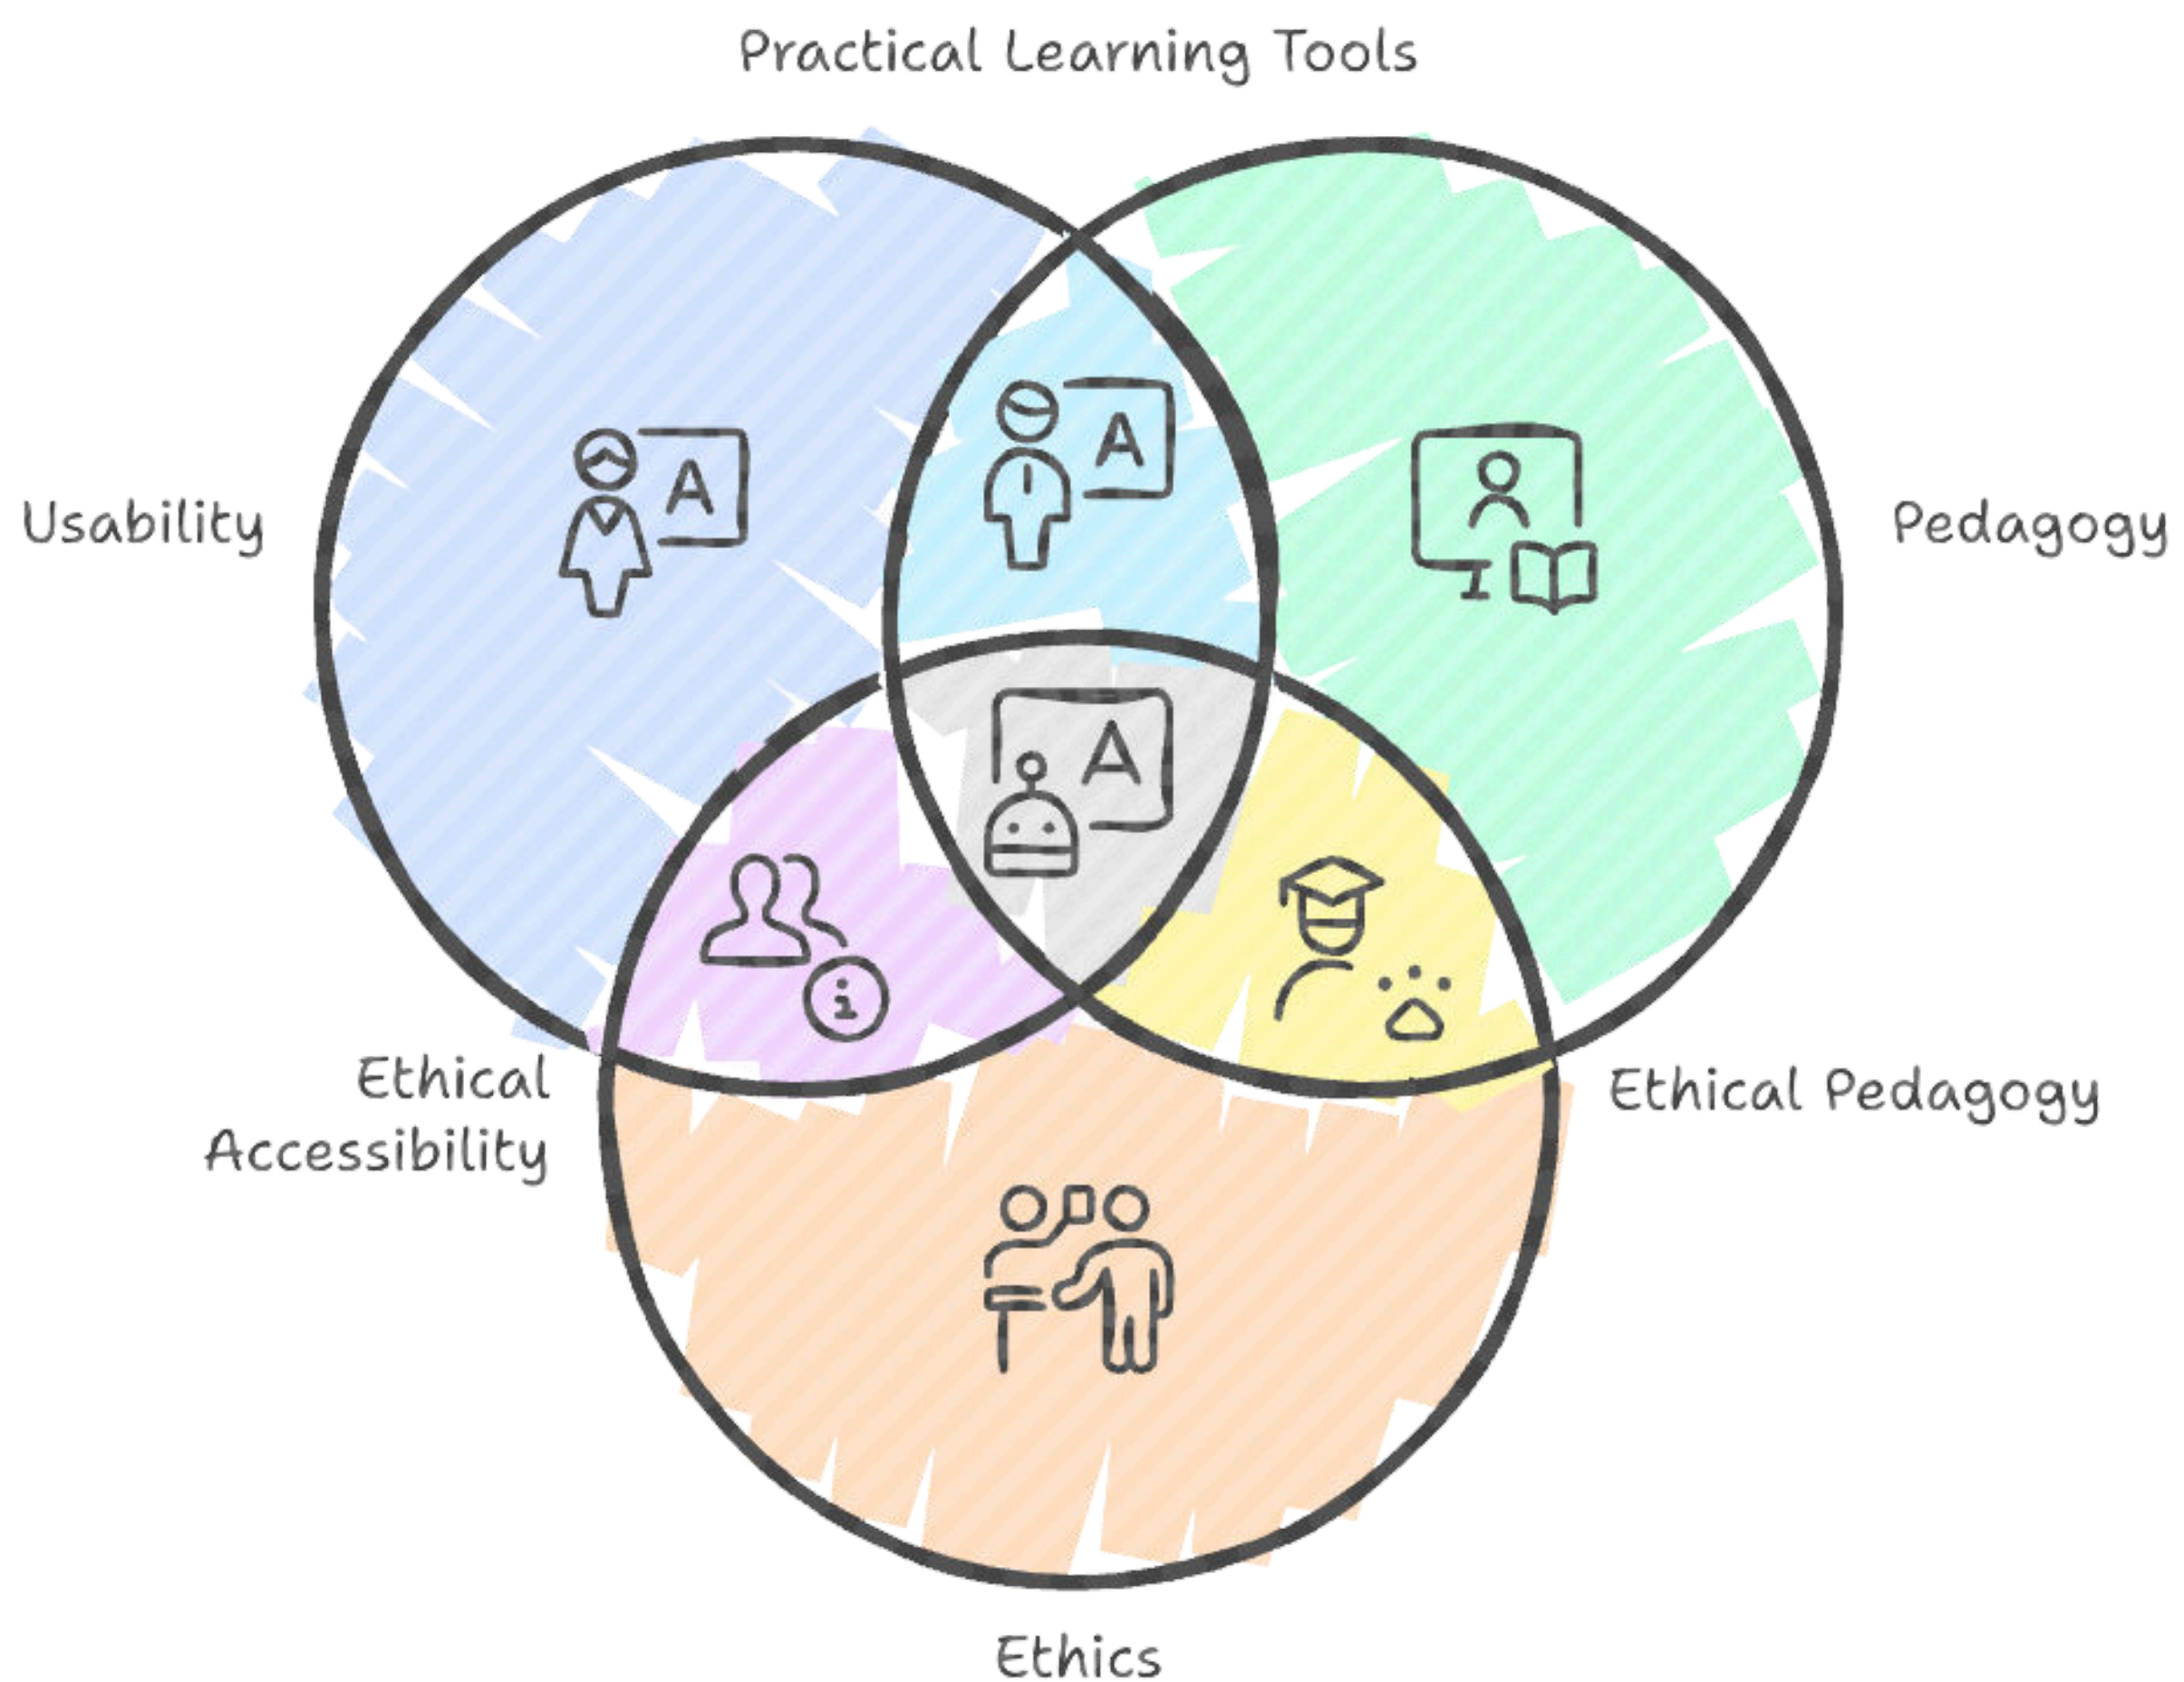 Practical Learning Tools
Usability
Pedagogy
A
A
A
i
Ethical
Accessibility
Ethical Pedagogy
Ethics